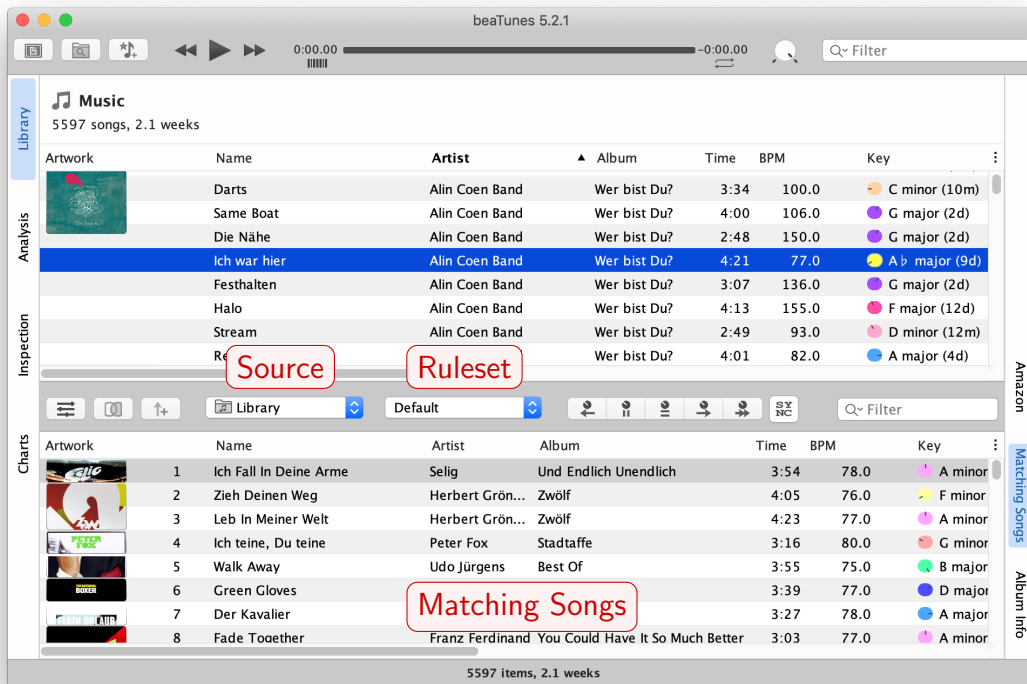 beaTunes 5.2.1
0:00.00 -0:00.00 Filter
Library
Analysis
Inspection
Charts
Music
5597 songs, 2.1 weeks
Artwork Name Artist Album Time BPM Key
Darts Alin Coen Band Wer bist Du? 3:34 100.0 C minor (10m)
Same Boat Alin Coen Band Wer bist Du? 4:00 106.0 G major (2d)
Die Nähe Alin Coen Band Wer bist Du? 2:48 150.0 G major (2d)
Ich war hier Alin Coen Band Wer bist Du? 4:21 77.0 A♭ major (9d)
Festhalten Alin Coen Band Wer bist Du? 3:07 136.0 G major (2d)
Halo Alin Coen Band Wer bist Du? 4:13 155.0 F major (12d)
Stream Alin Coen Band Wer bist Du? 2:49 93.0 D minor (12m)
Wer bist Du? 4:01 82.0 A major (4d)
Source Ruleset
Library Default SYNC Filter
Artwork Name Artist Album Time BPM Key
1 Ich Fall In Deine Arme Selig Und Endlich Unendlich 3:54 78.0 A minor
2 Zieh Deinen Weg Herbert Grön... Zwölf 4:05 76.0 F minor
3 Leb In Meiner Welt Herbert Grön... Zwölf 4:23 77.0 A minor
4 Ich teine, Du teine Peter Fox Stadtaffe 3:16 80.0 G minor
5 Walk Away Udo Jürgens Best Of 3:55 75.0 B major
6 Green Gloves 3:39 77.0 D major
7 Der Kavalier 3:27 78.0 A major
8 Fade Together Franz Ferdinand You Could Have It So Much Better 3:03 77.0 A minor
Matching Songs
PETER FOX
BOXER
Amazon
Matching Songs
Album Info
5597 items, 2.1 weeks